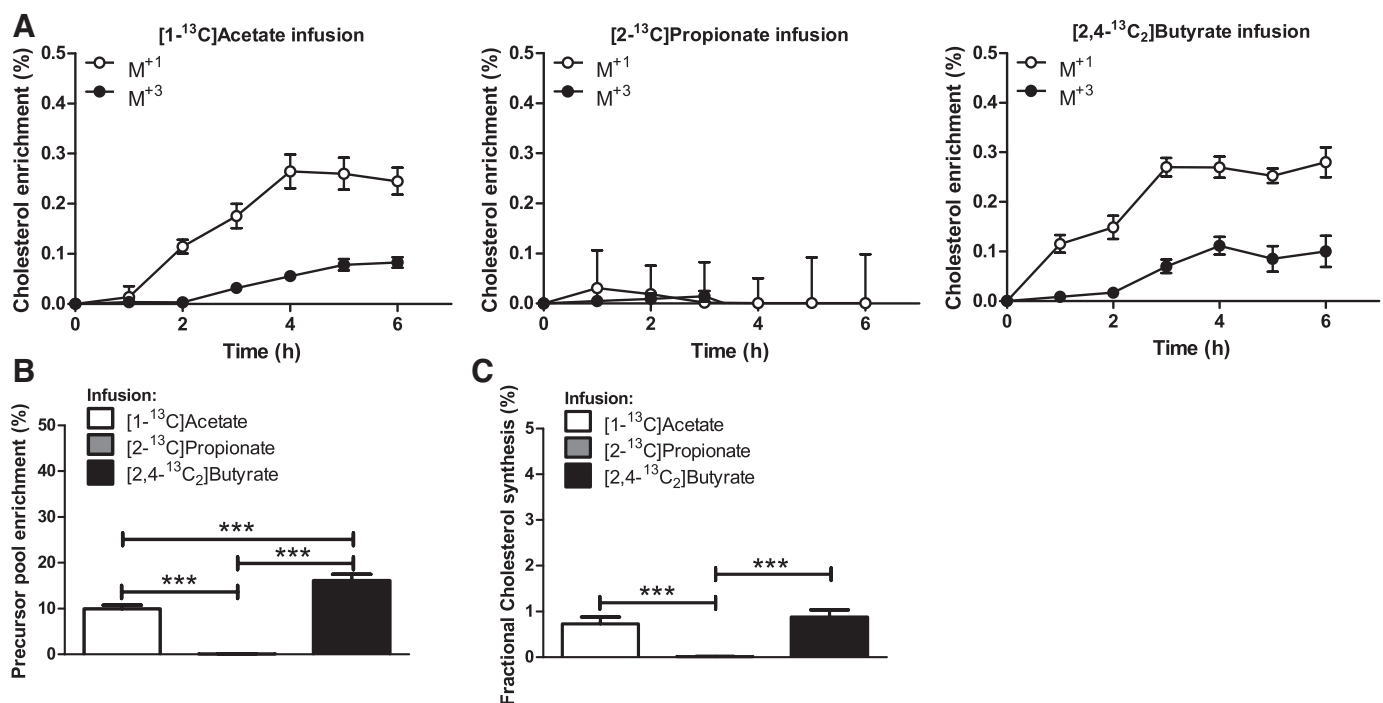 A
[1-¹³C]Acetate infusion
Cholesterol enrichment (%)
0.5
0.4
0.3
0.2
0.1
0.0
M⁺¹
M⁺³
0 2 4 6
Time (h)
[2-¹³C]Propionate infusion
Cholesterol enrichment (%)
0.5
0.4
0.3
0.2
0.1
0.0
M⁺¹
M⁺³
0 2 4 6
Time (h)
[2,4-¹³C₂]Butyrate infusion
Cholesterol enrichment (%)
0.5
0.4
0.3
0.2
0.1
0.0
M⁺¹
M⁺³
0 2 4 6
Time (h)
B
Infusion:
[1-¹³C]Acetate
[2-¹³C]Propionate
[2,4-¹³C₂]Butyrate
Precursor pool enrichment (%)
50
40
30
20
10
0
***
***
***
C
Infusion:
[1-¹³C]Acetate
[2-¹³C]Propionate
[2,4-¹³C₂]Butyrate
Fractional Cholesterol synthesis (%)
5
4
3
2
1
0
***
***